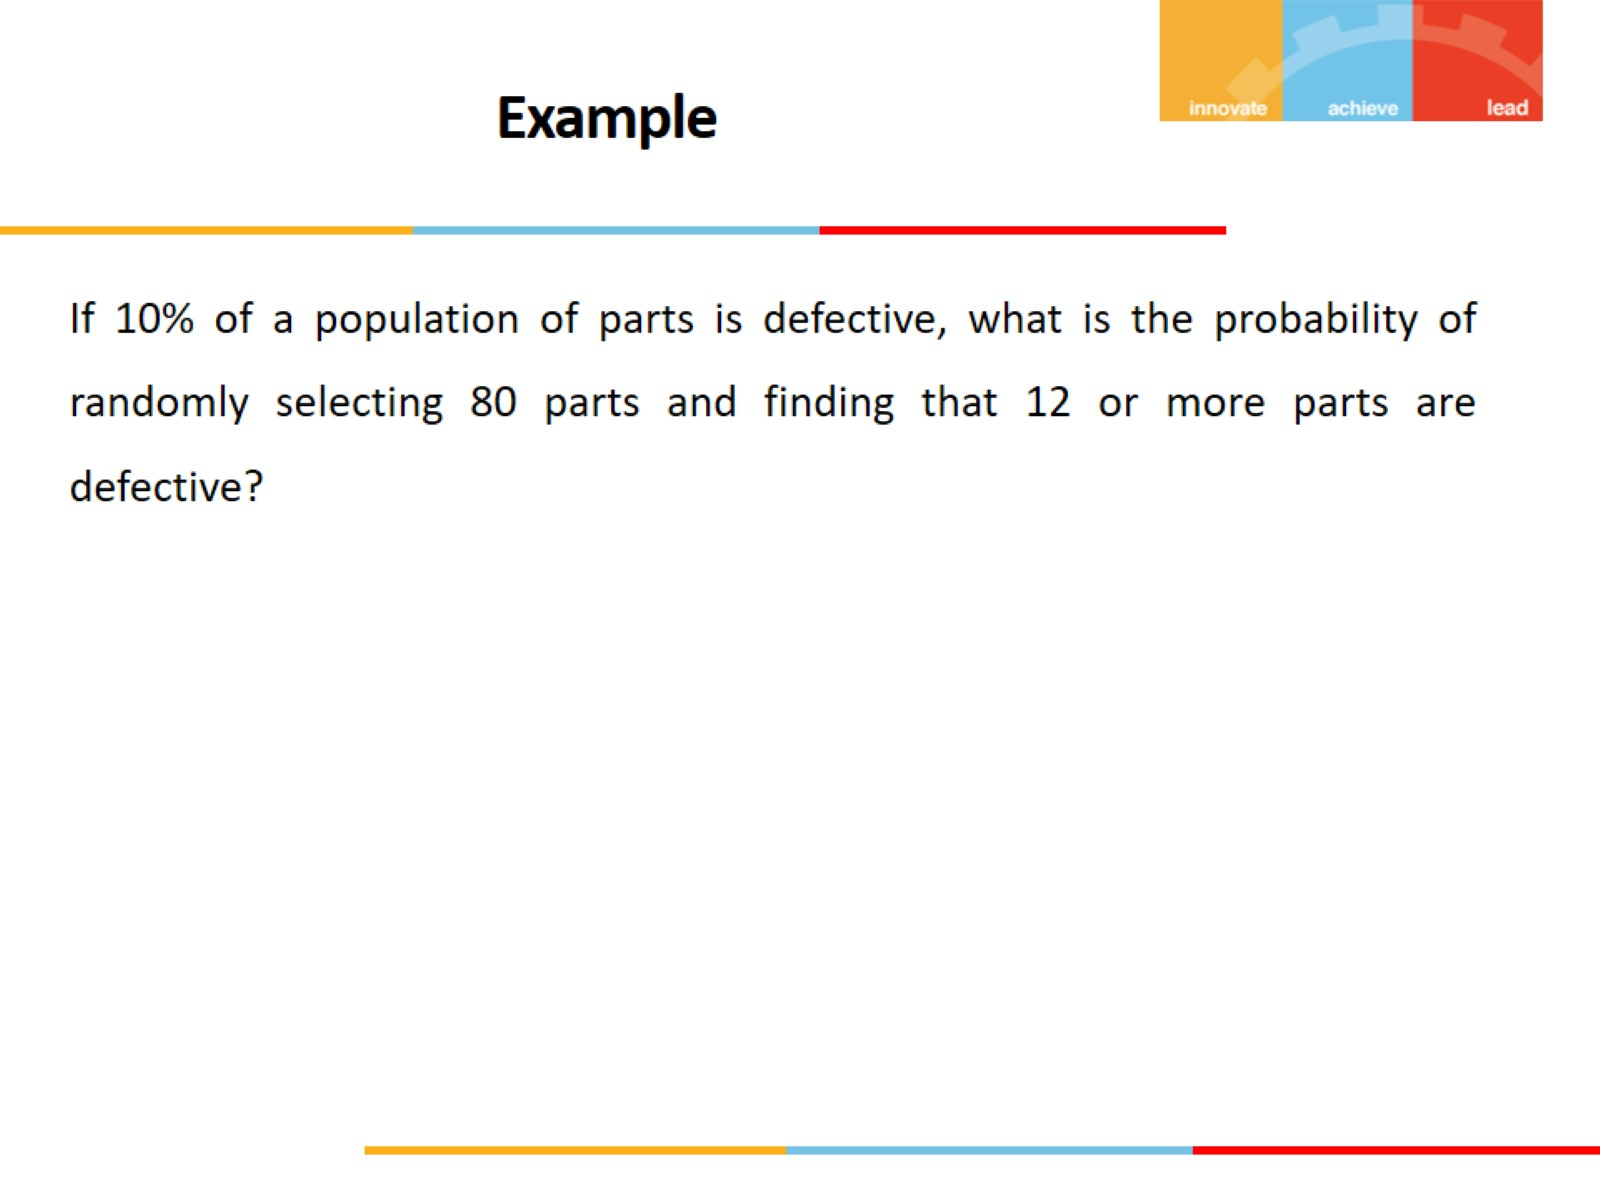 innovate achieve lead
Example
If 10% of a population of parts is defective, what is the probability of
randomly selecting 80 parts and finding that 12 or more parts are
defective?